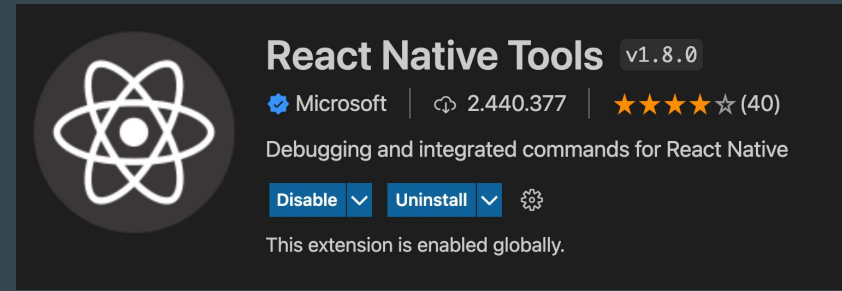 React Native Tools v1.8.0
Microsoft 2.440.377 (40)
Debugging and integrated commands for React Native
Disable Uninstall
This extension is enabled globally.